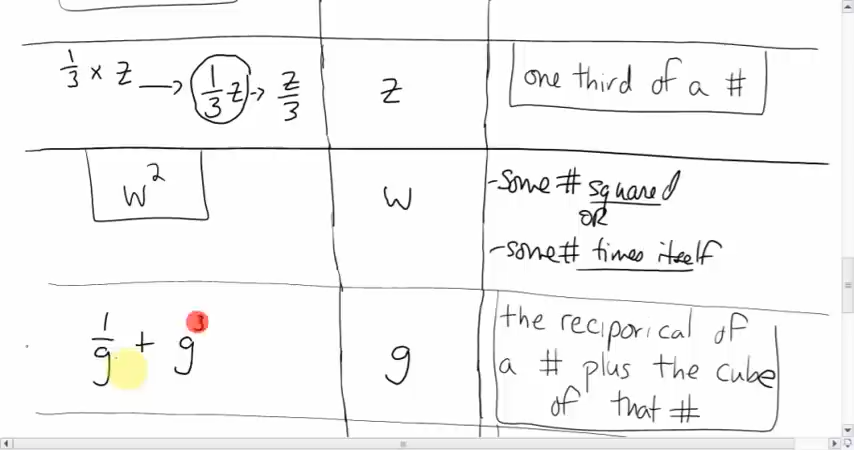 1/3 × z → 1/3 z → z/3
z
one third of a #
w²
w
-some # squared
OR
-some# times itself
1/g + g³
g
the reciporical of
a # plus the cube
of that #